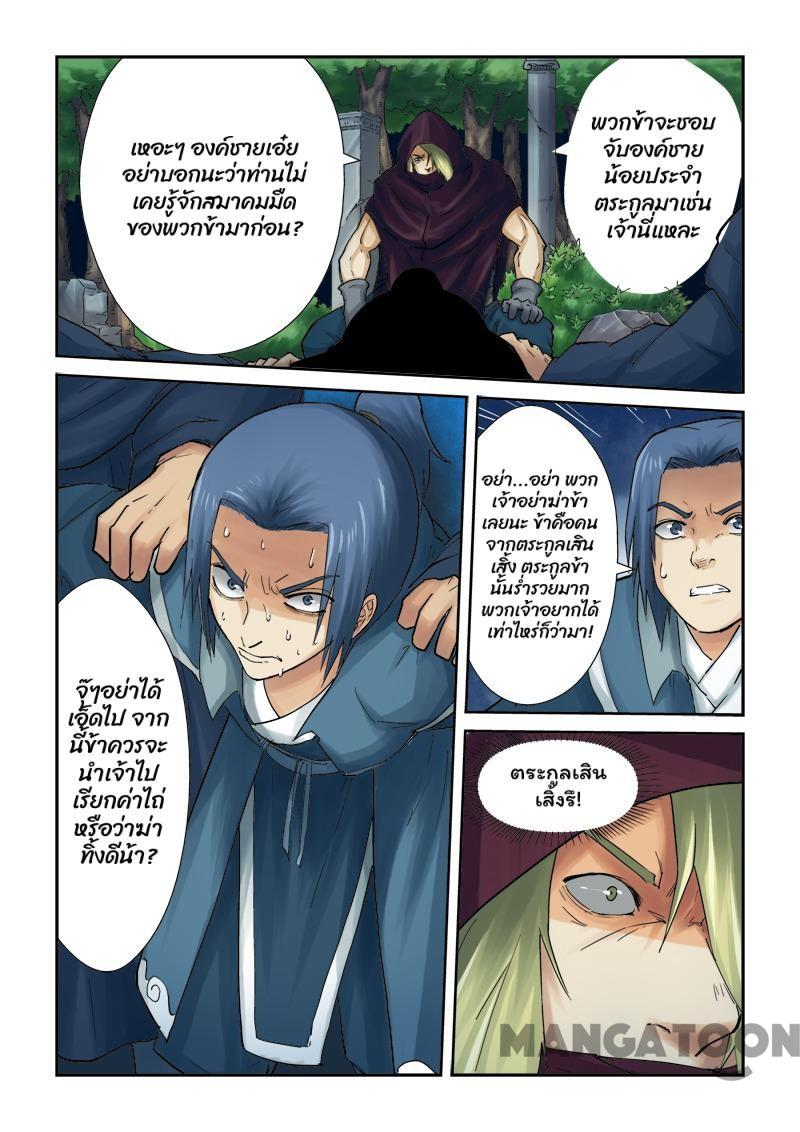 เหอะๆ องค์ชายเอ๋ย
อย่าบอกนะว่าท่านไม่
เคยรู้จักสมาคมมืด
ของพวกข้ามาก่อน?
พวกข้าจะชอบ
จับองค์ชาย
น้อยประจำ
ตระกูลมาเช่น
เจ้านี่แหละ
จุ๊ๆอย่าได้
เอ็ดไป จาก
นี้ข้าควรจะ
นำเจ้าไป
เรียกค่าไถ่
หรือว่าฆ่า
ทิ้งดีน้า?
อย่า...อย่า พวก
เจ้าอย่าฆ่าข้า
เลยนะ ข้าคือคน
จากตระกูลเสิน
เสิ้ง ตระกูลข้า
นั้นร่ำรวยมาก
พวกเจ้าอยากได้
เท่าไหร่ก็ว่ามา!
ตระกูลเสิน
เสิ้งรึ!
MANGATOON